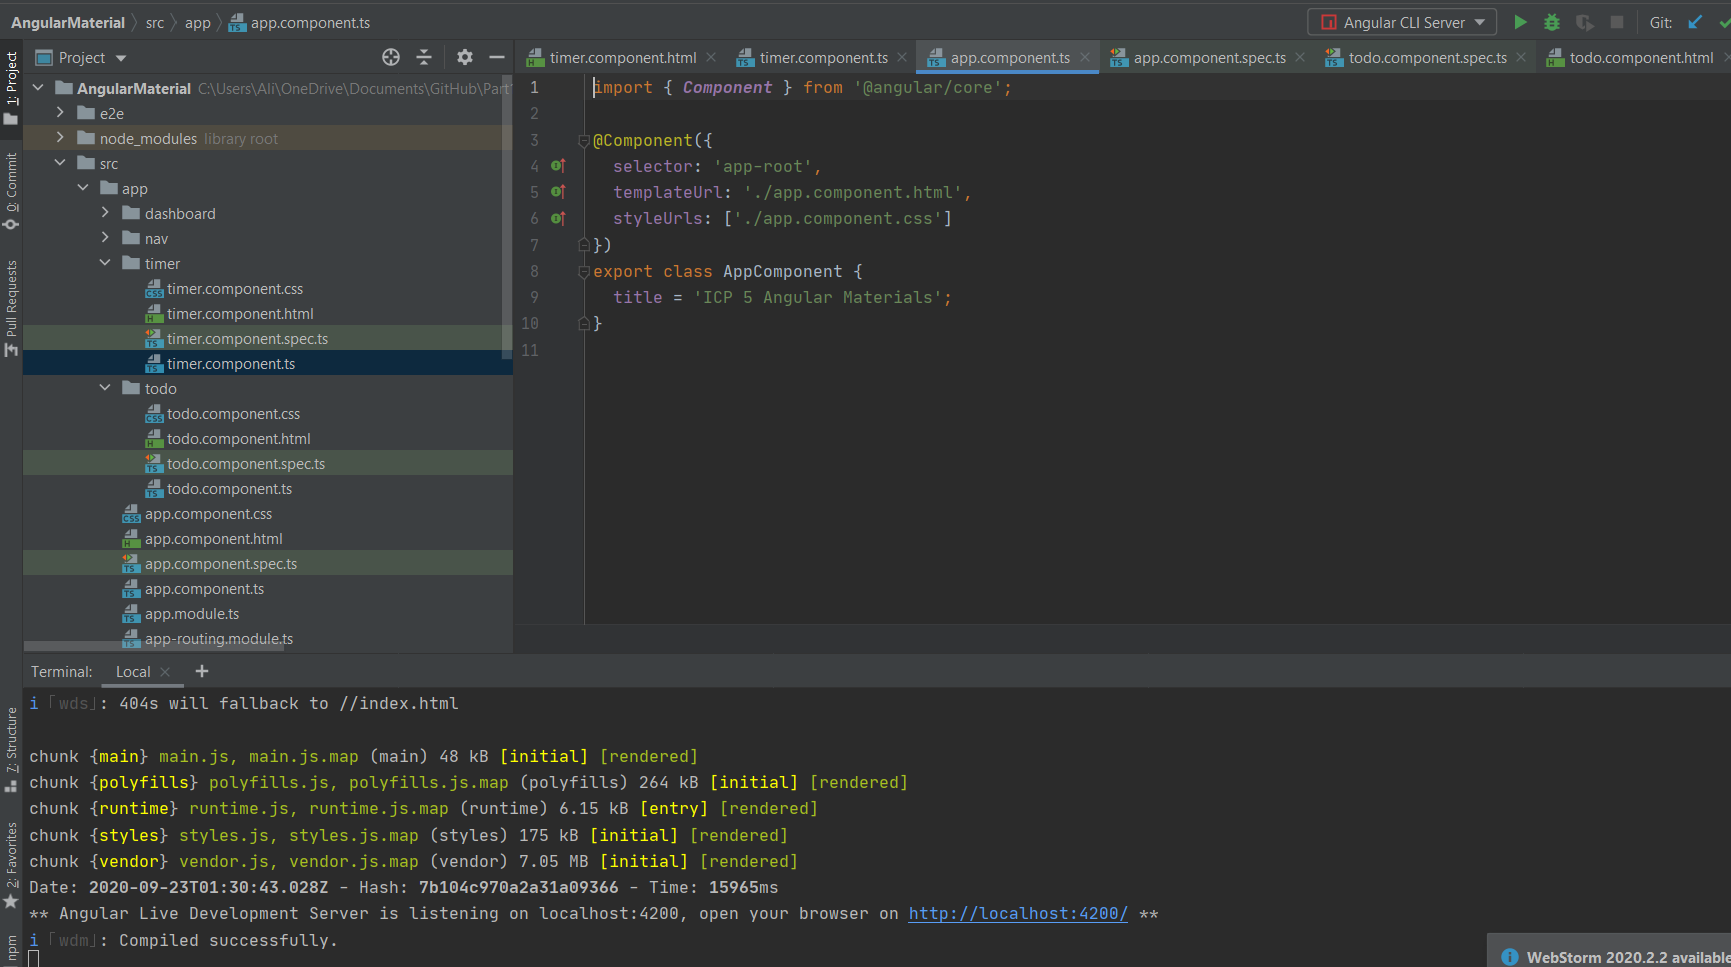 AngularMaterial src app app.component.ts Angular CLI Server Git:
Project
timer.component.html timer.component.ts app.component.ts app.component.spec.ts todo.component.spec.ts todo.component.html
1: Project
0: Commit
Pull Requests
7: Structure
2: Favorites
npm
AngularMaterial C:\Users\Ali\OneDrive\Documents\GitHub\Part
e2e
node_modules library root
src
app
dashboard
nav
timer
timer.component.css
timer.component.html
timer.component.spec.ts
timer.component.ts
todo
todo.component.css
todo.component.html
todo.component.spec.ts
todo.component.ts
app.component.css
app.component.html
app.component.spec.ts
app.component.ts
app.module.ts
app-routing.module.ts
1 import { Component } from '@angular/core';
2
3 @Component({
4 selector: 'app-root',
5 templateUrl: './app.component.html',
6 styleUrls: ['./app.component.css']
7 })
8 export class AppComponent {
9 title = 'ICP 5 Angular Materials';
10 }
11
Terminal: Local +
i 「wds」: 404s will fallback to //index.html
chunk {main} main.js, main.js.map (main) 48 kB [initial] [rendered]
chunk {polyfills} polyfills.js, polyfills.js.map (polyfills) 264 kB [initial] [rendered]
chunk {runtime} runtime.js, runtime.js.map (runtime) 6.15 kB [entry] [rendered]
chunk {styles} styles.js, styles.js.map (styles) 175 kB [initial] [rendered]
chunk {vendor} vendor.js, vendor.js.map (vendor) 7.05 MB [initial] [rendered]
Date: 2020-09-23T01:30:43.028Z - Hash: 7b104c970a2a31a09366 - Time: 15965ms
** Angular Live Development Server is listening on localhost:4200, open your browser on http://localhost:4200/ **
i 「wdm」: Compiled successfully.
WebStorm 2020.2.2 available